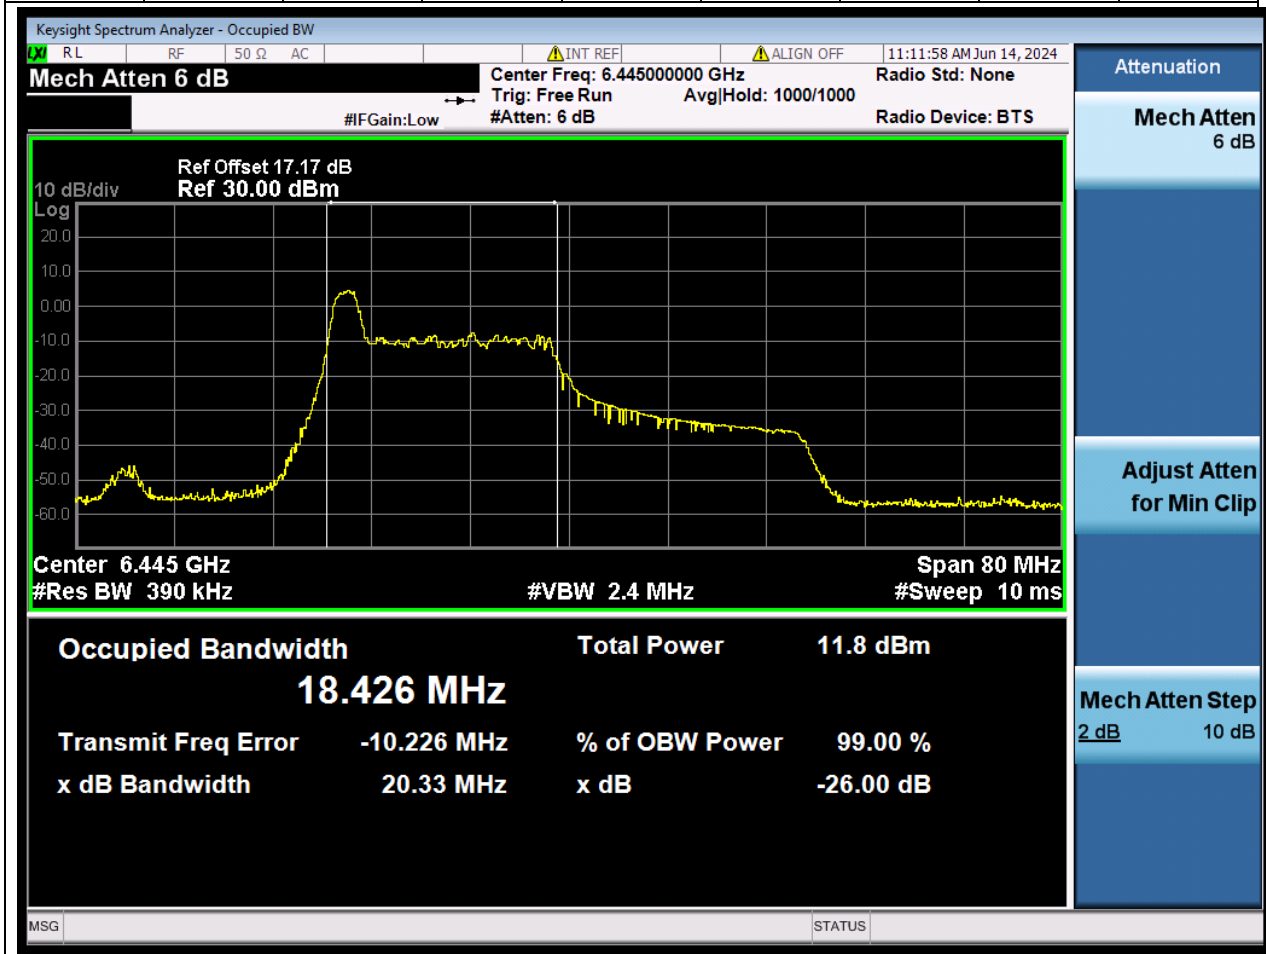 Keysight Spectrum Analyzer - Occupied BW
LXI RL RF 50 Ω AC INT REF ALIGN OFF 11:11:58 AM Jun 14, 2024
Mech Atten 6 dB
Center Freq: 6.445000000 GHz Radio Std: None
Trig: Free Run Avg|Hold: 1000/1000
#IFGain:Low #Atten: 6 dB Radio Device: BTS
Ref Offset 17.17 dB
10 dB/div Ref 30.00 dBm
Log
20.0
10.0
0.00
-10.0
-20.0
-30.0
-40.0
-50.0
-60.0
Center 6.445 GHz Span 80 MHz
#Res BW 390 kHz #VBW 2.4 MHz #Sweep 10 ms
Occupied Bandwidth Total Power 11.8 dBm
18.426 MHz
Transmit Freq Error -10.226 MHz % of OBW Power 99.00 %
x dB Bandwidth 20.33 MHz x dB -26.00 dB
MSG STATUS
Attenuation
Mech Atten
6 dB
Adjust Atten
for Min Clip
Mech Atten Step
2 dB 10 dB